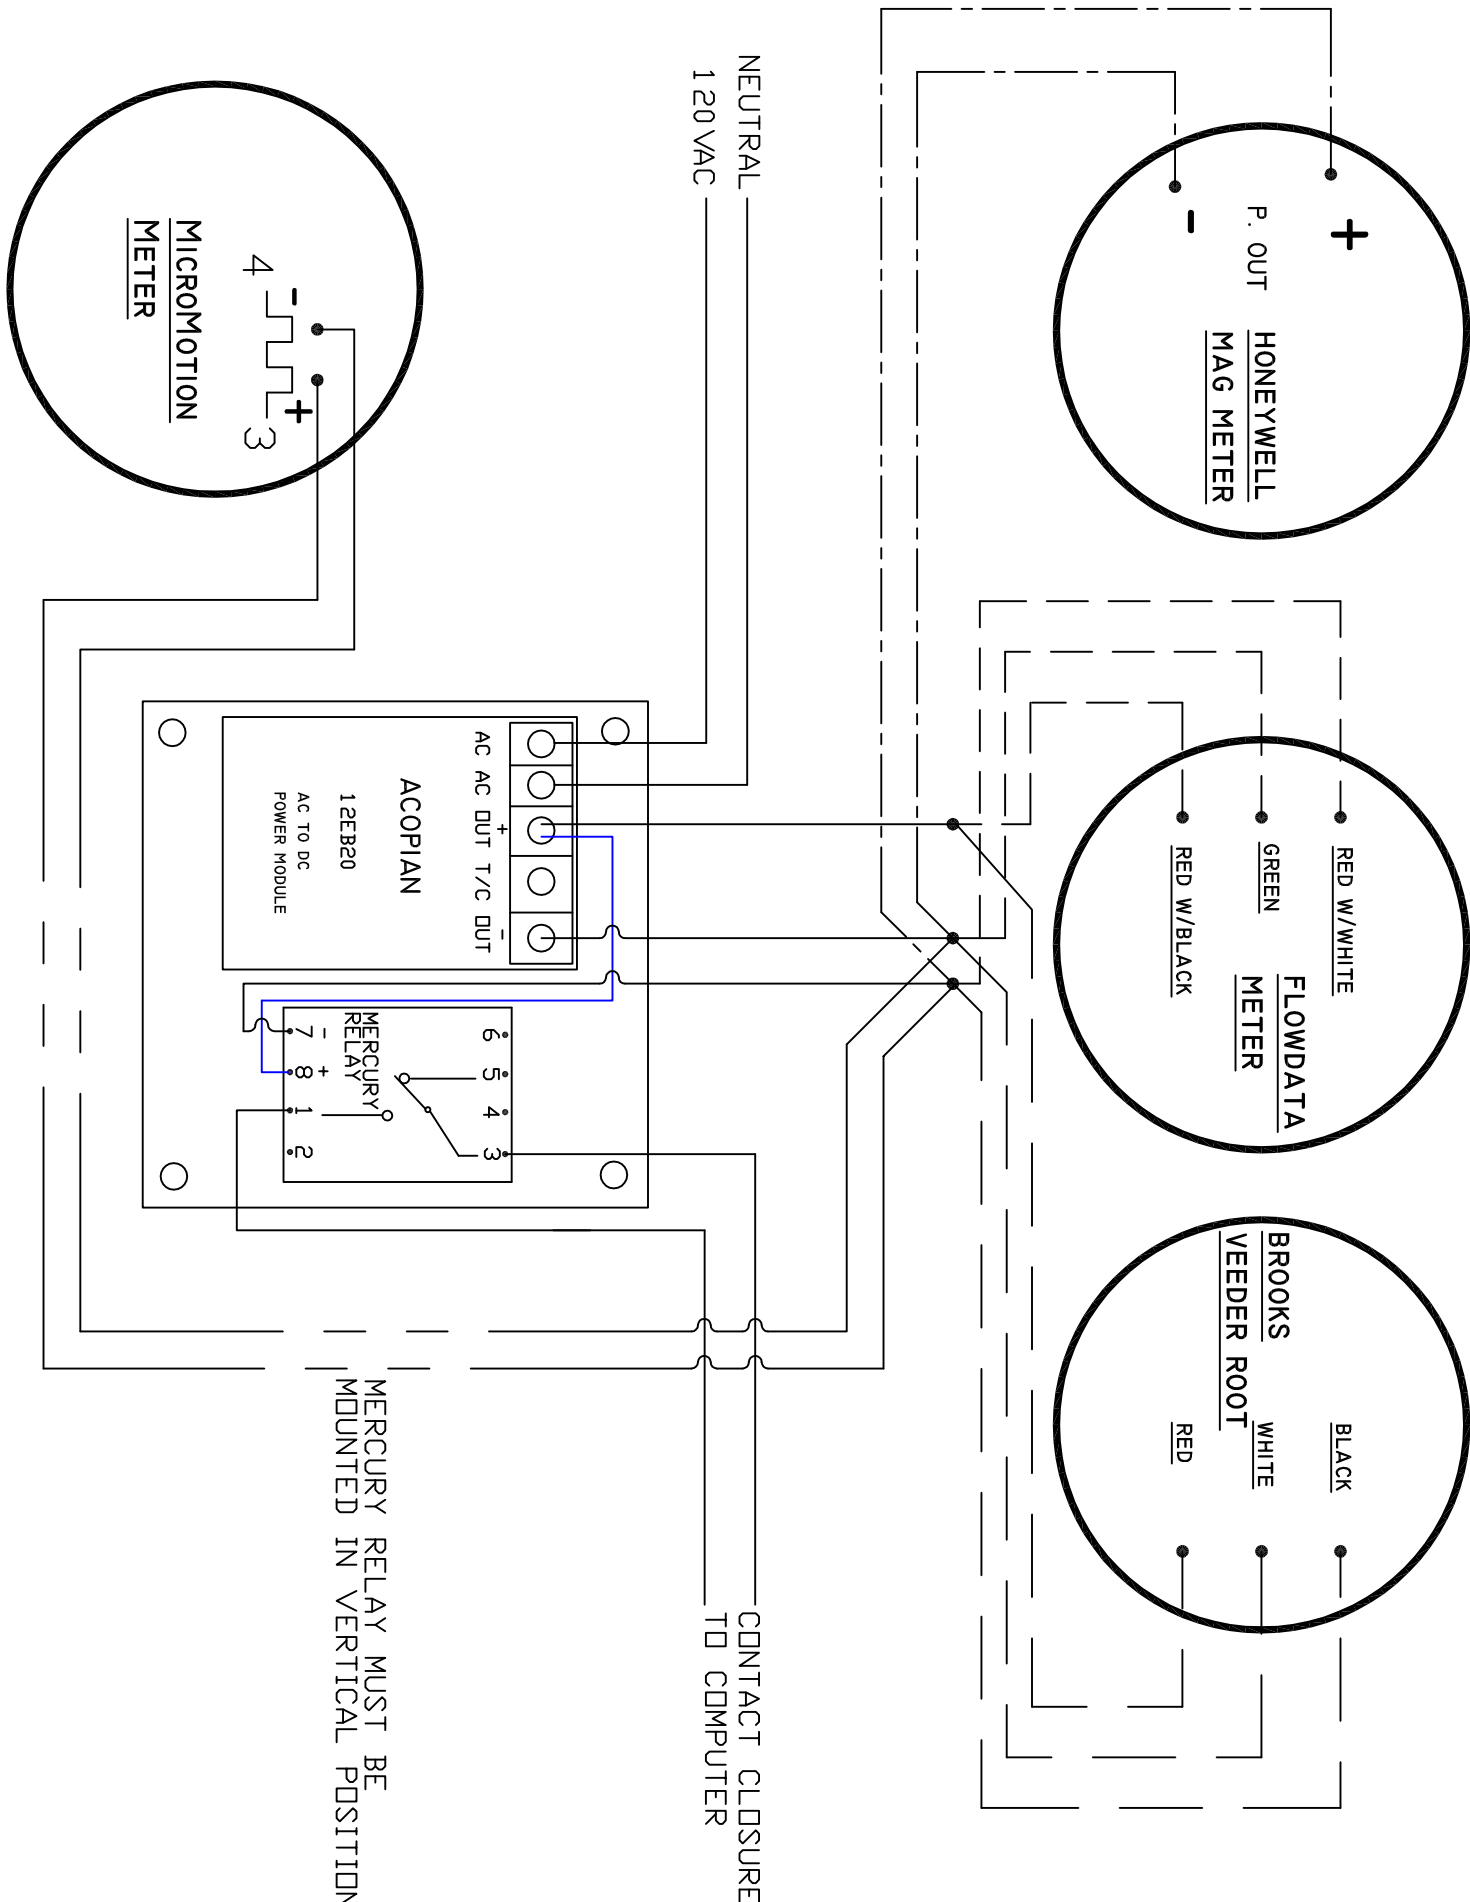 +
-
P. OUT
HONEYWELL
MAG METER
RED W/WHITE
GREEN
RED W/BLACK
FLOWDATA
METER
BROOKS
VEEDER ROOT
BLACK
WHITE
RED
NEUTRAL
120VAC
AC AC OUT T/C OUT
+
-
ACOPIAN
12EB20
AC TO DC
POWER MODULE
6 5 4 3
MERCURY
RELAY
- +
7 8 1 2
CONTACT CLOSURE
TO COMPUTER
MICROMOTION
METER
4
-
+
3
MERCURY RELAY MUST BE
MOUNTED IN VERTICAL POSITION